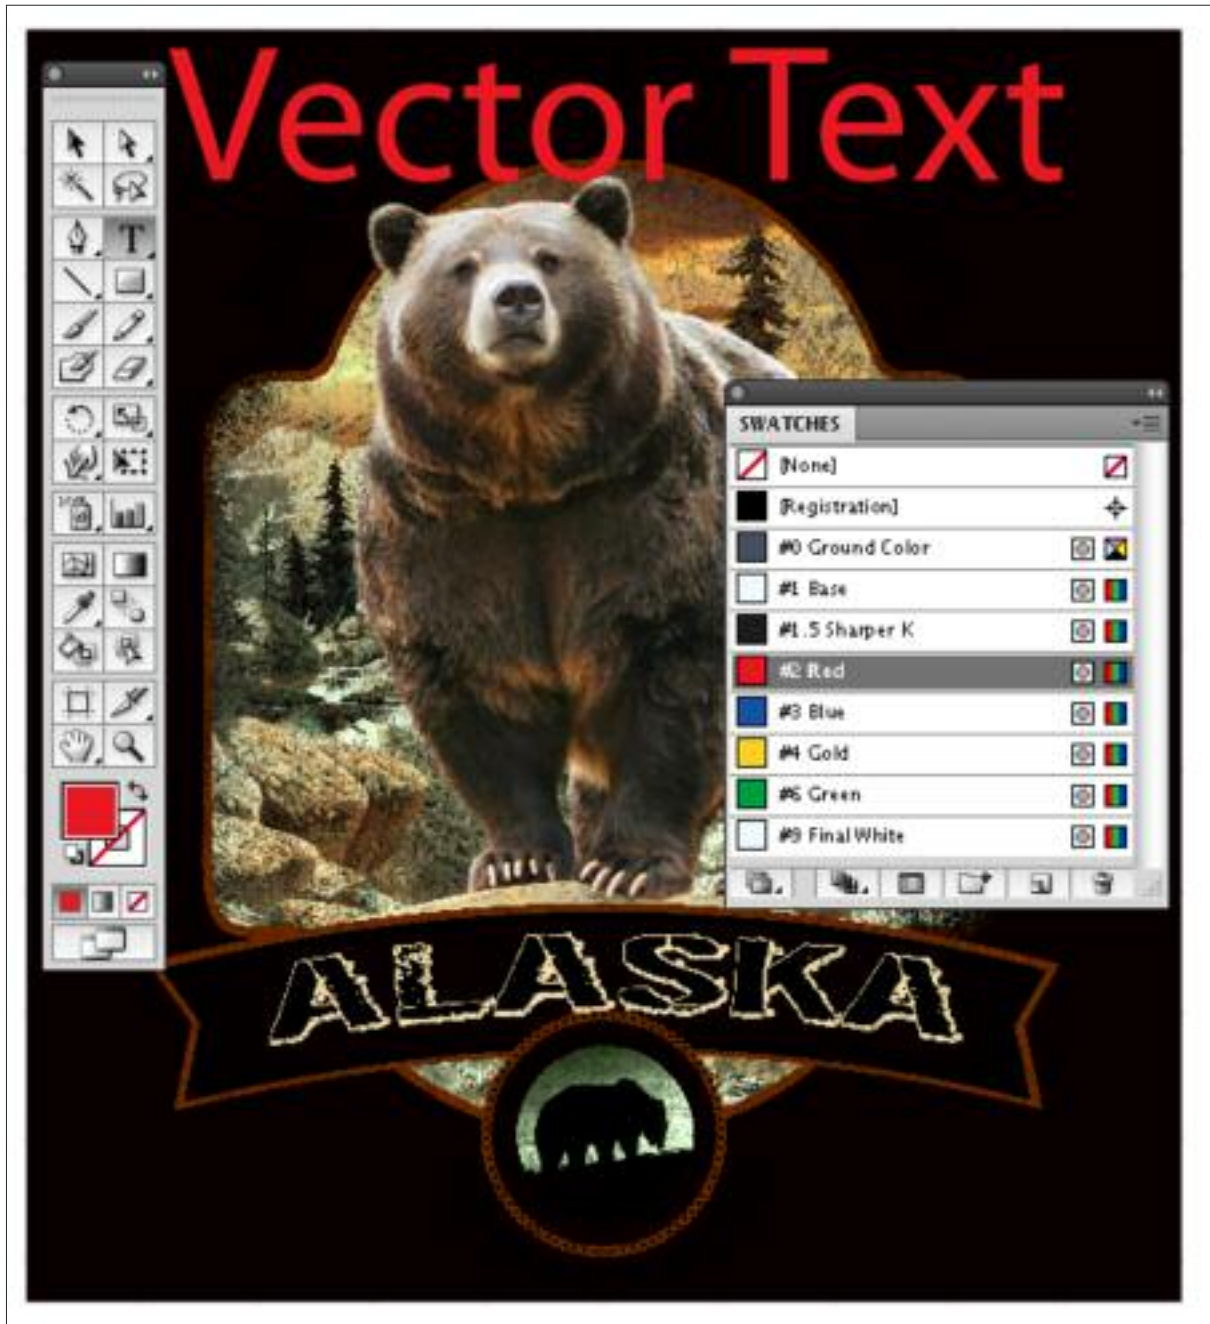 Vector Text
T
SWATCHES
[None]
[Registration]
#0 Ground Color
#1 Base
#1.5 Sharper K
#2 Red
#3 Blue
#4 Gold
#6 Green
#9 Final White
ALASKA